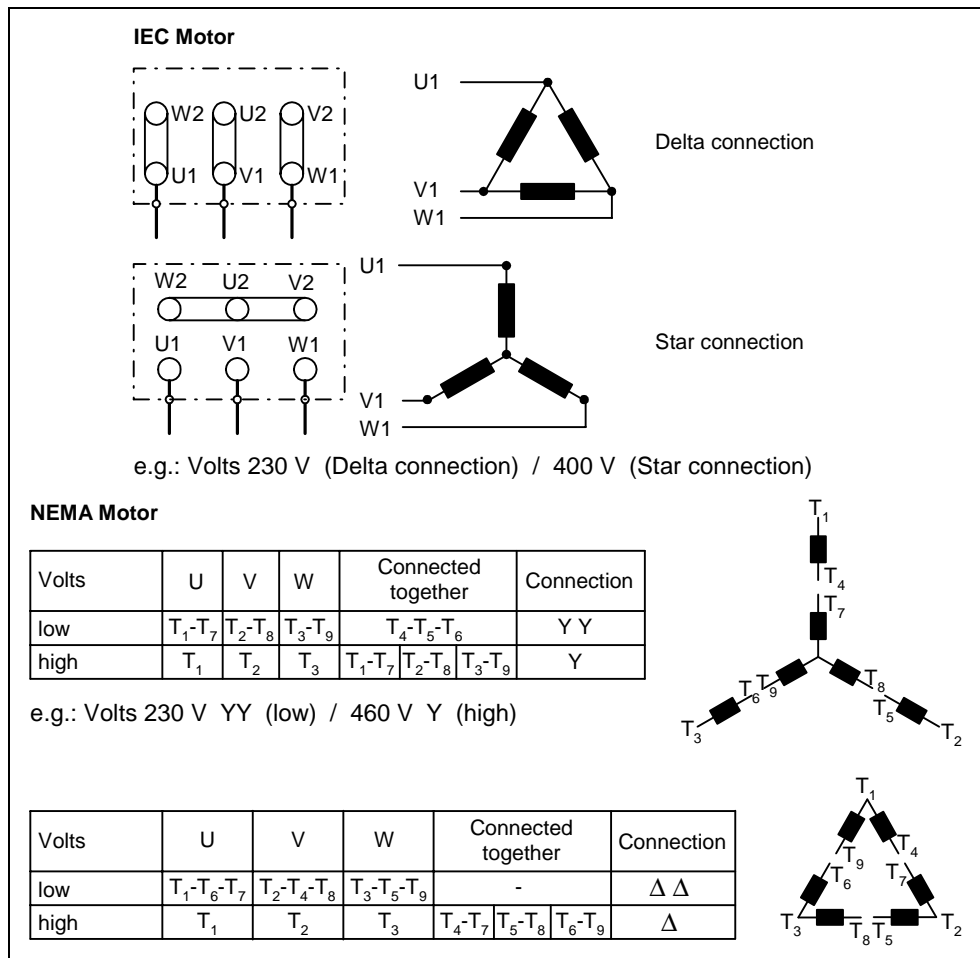 IEC Motor
W2 U2 V2
U1 V1 W1
U1
V1
W1
Delta connection
W2 U2 V2
U1 V1 W1
U1
V1
W1
Star connection
e.g.: Volts 230 V (Delta connection) / 400 V (Star connection)
NEMA Motor
Volts U V W Connected together Connection
low T1-T7 T2-T8 T3-T9 T4-T5-T6 Y Y
high T1 T2 T3 T1-T7 T2-T8 T3-T9 Y
e.g.: Volts 230 V YY (low) / 460 V Y (high)
T1
T4
T7
T6 T9 T8
T5
T3 T2
Volts U V W Connected together Connection
low T1-T6-T7 T2-T4-T8 T3-T5-T9 - Δ Δ
high T1 T2 T3 T4-T7 T5-T8 T6-T9 Δ
T1
T9 T4
T6 T7
T3 T8 T5 T2